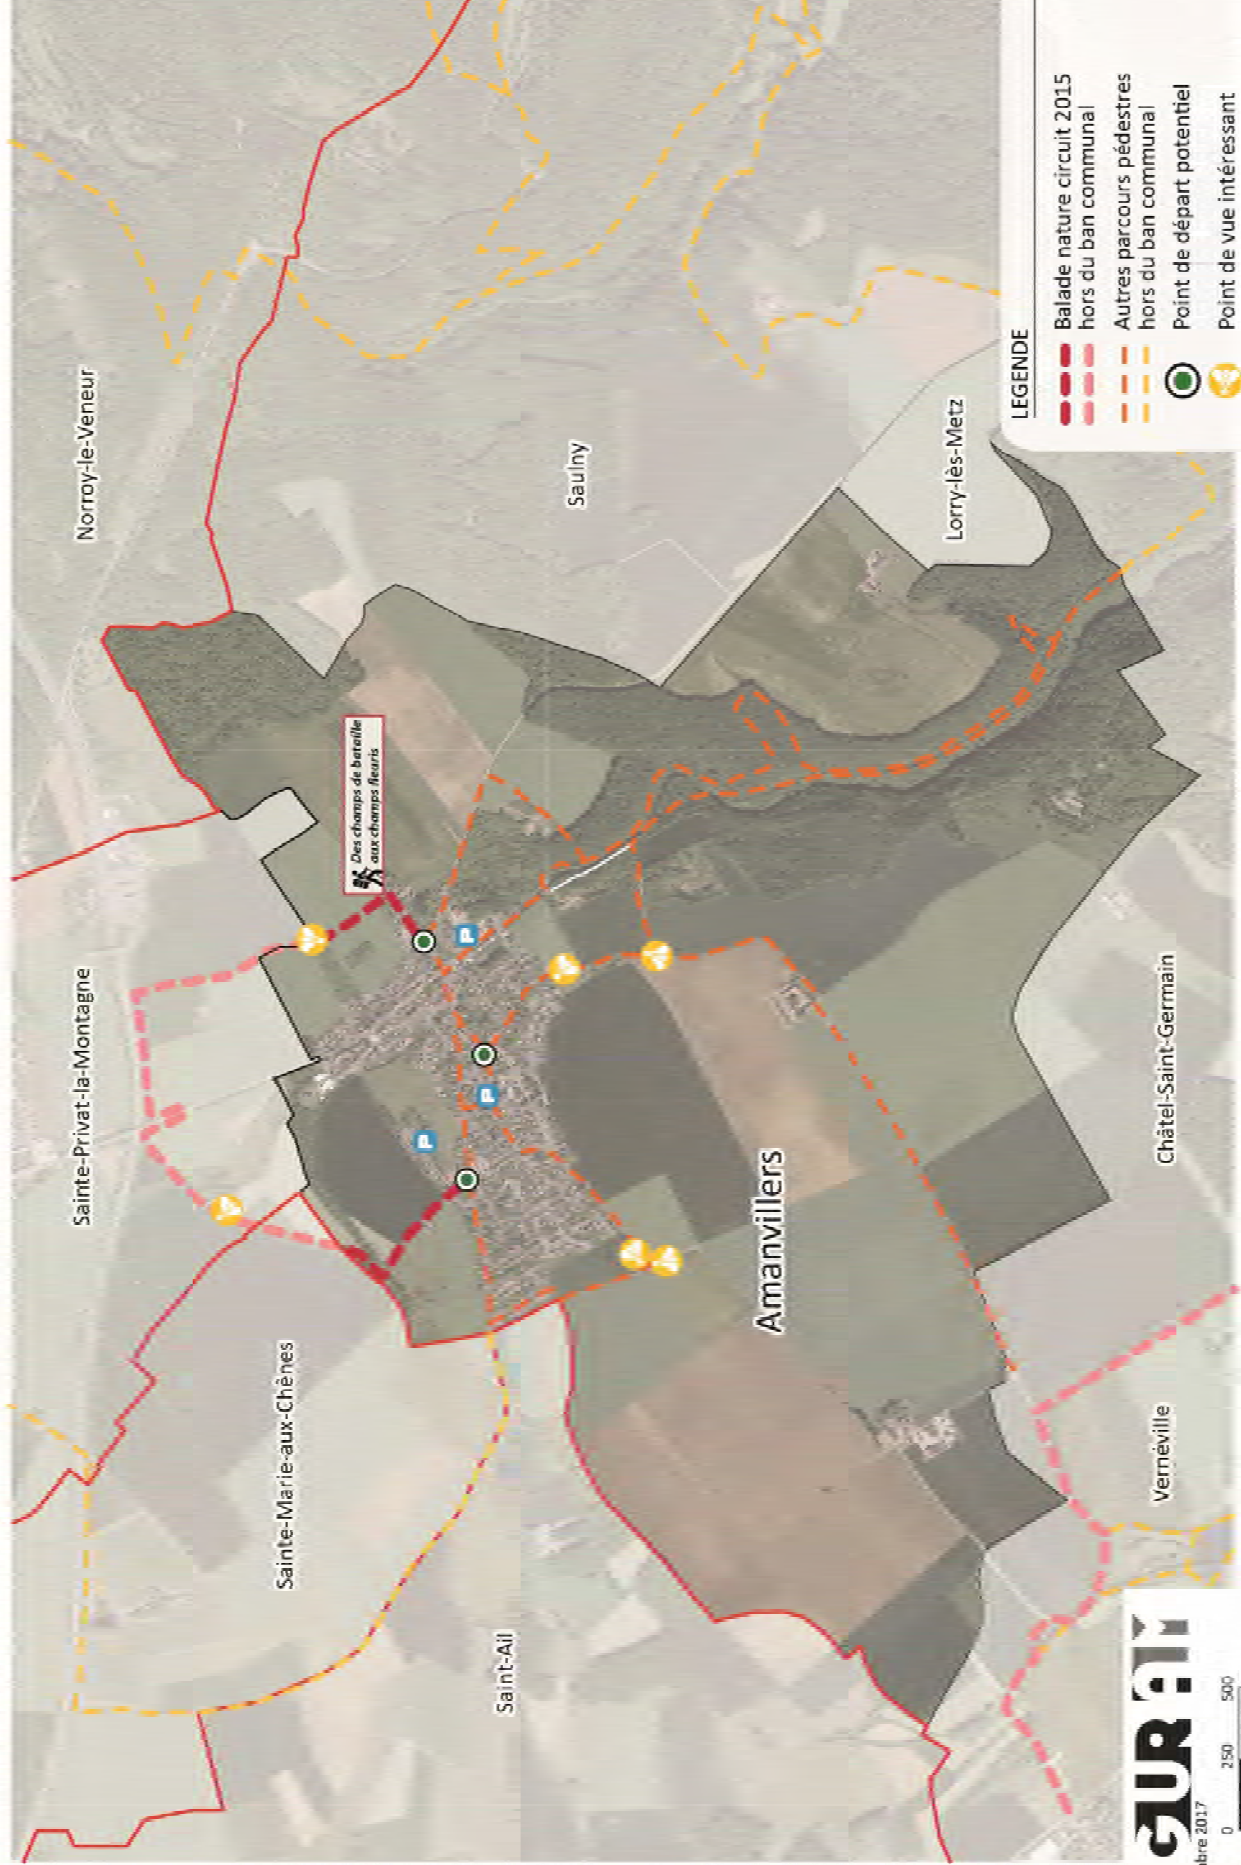 Norroy-le-Veneur
Sainte-Privat-la-Montagne
Des champs de bataille
aux champs fleuris
Saulny
Sainte-Marie-aux-Chênes
P
P
P
Lorry-lès-Metz
Saint-Ail
Amanvillers
Châtel-Saint-Germain
Vernéville
LEGENDE
Balade nature circuit 2015
hors du ban communal
Autres parcours pédestres
hors du ban communal
Point de départ potentiel
Point de vue intéressant
bre 2017
0 250 500